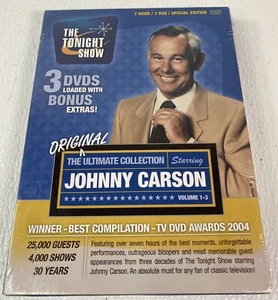 7 HOUR / 3 DVD / SPECIAL EDITION
DVD
THE
TONIGHT
SHOW
3 DVDS
LOADED WITH
BONUS
EXTRAS!
ORIGINAL
THE ULTIMATE COLLECTION Starring
JOHNNY CARSON
VOLUME 1-3
WINNER - BEST COMPILATION - TV DVD AWARDS 2004
25,000 GUESTS
4,000 SHOWS
30 YEARS
Featuring over seven hours of the best moments, unforgettable
performances, outrageous bloopers and most memorable guest
appearances from three decades of The Tonight Show starring
Johnny Carson. An absolute must for any fan of classic television!